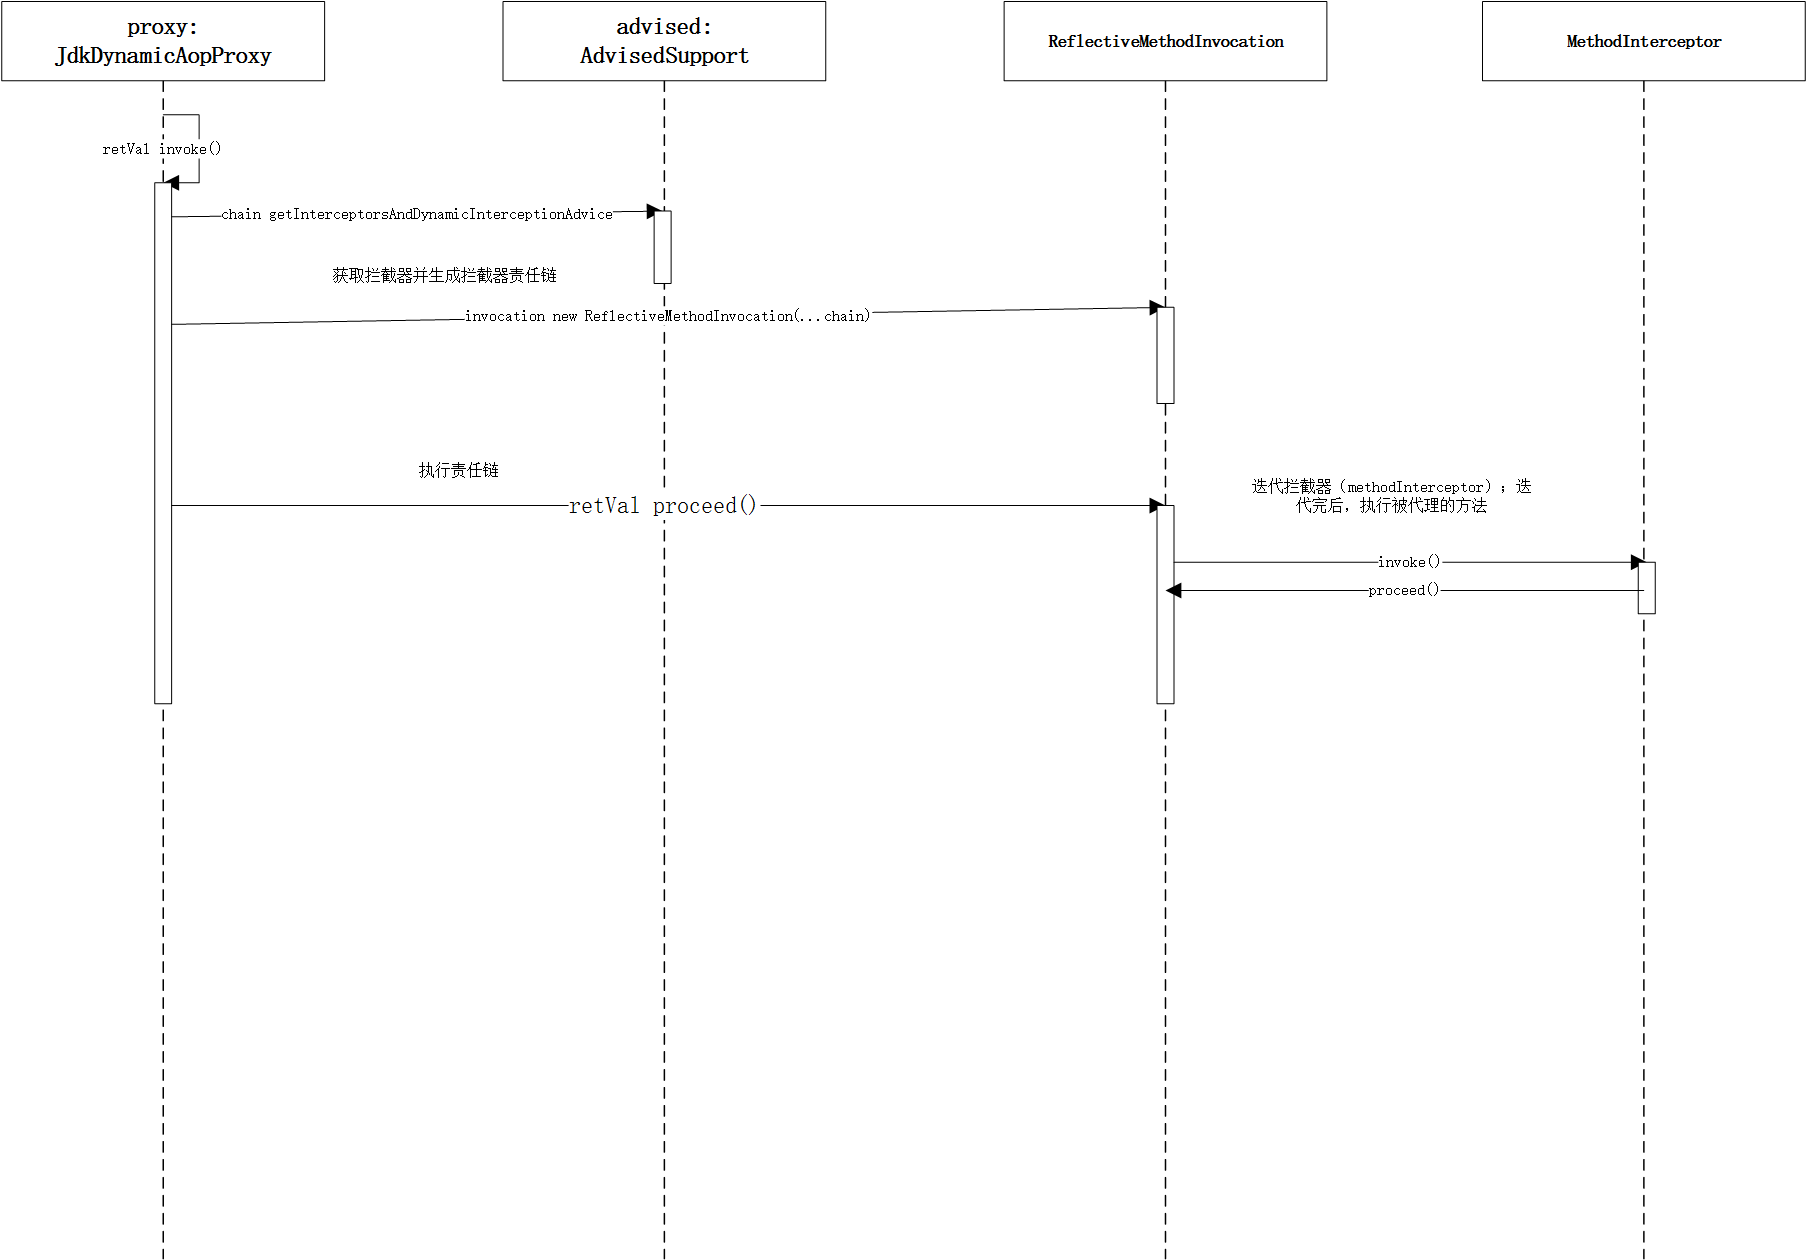 proxy:
JdkDynamicAopProxy
advised:
AdvisedSupport
ReflectiveMethodInvocation
MethodInterceptor
retVal invoke()
chain getInterceptorsAndDynamicInterceptionAdvice
获取拦截器并生成拦截器责任链
invocation new ReflectiveMethodInvocation(...chain)
执行责任链
retVal proceed()
迭代拦截器（methodInterceptor）；迭
代完后，执行被代理的方法
invoke()
proceed()